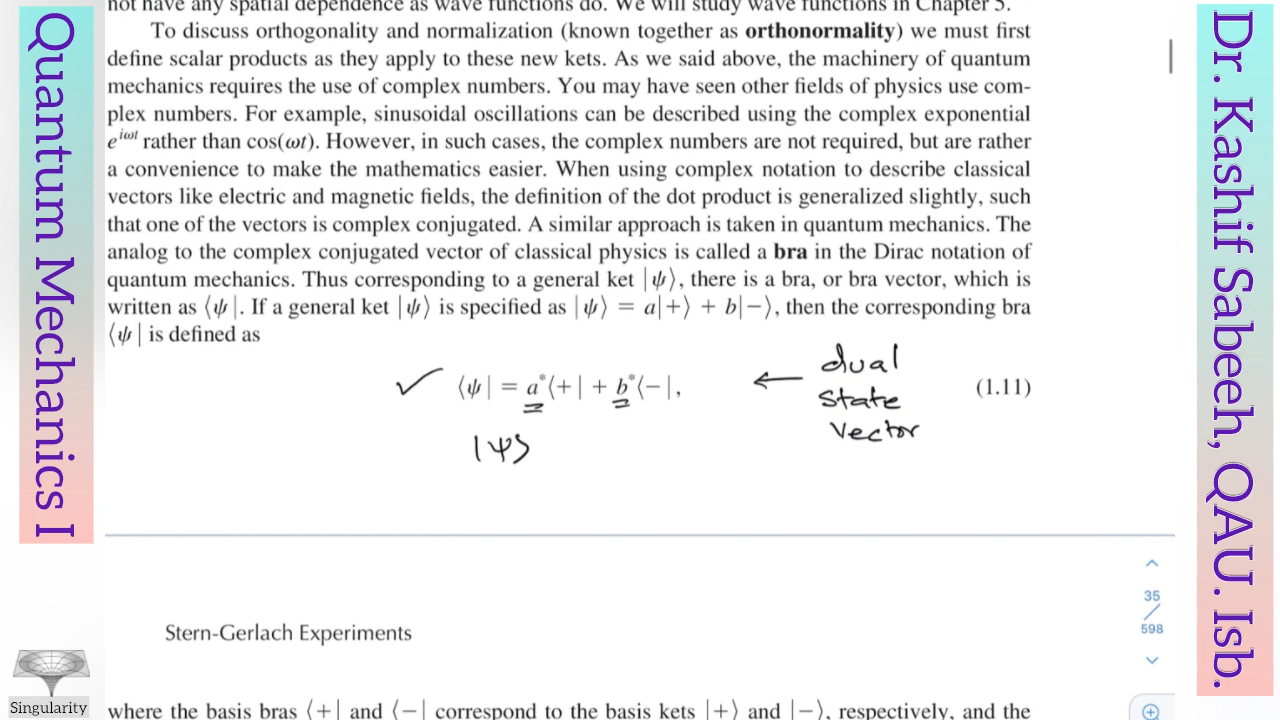 not have any spatial dependence as wave functions do. We will study wave functions in Chapter 5.
To discuss orthogonality and normalization (known together as orthonormality) we must first
define scalar products as they apply to these new kets. As we said above, the machinery of quantum
mechanics requires the use of complex numbers. You may have seen other fields of physics use com-
plex numbers. For example, sinusoidal oscillations can be described using the complex exponential
e^{iωt} rather than cos(ωt). However, in such cases, the complex numbers are not required, but are rather
a convenience to make the mathematics easier. When using complex notation to describe classical
vectors like electric and magnetic fields, the definition of the dot product is generalized slightly, such
that one of the vectors is complex conjugated. A similar approach is taken in quantum mechanics. The
analog to the complex conjugated vector of classical physics is called a bra in the Dirac notation of
quantum mechanics. Thus corresponding to a general ket |ψ⟩, there is a bra, or bra vector, which is
written as ⟨ψ|. If a general ket |ψ⟩ is specified as |ψ⟩ = a|+⟩ + b|−⟩, then the corresponding bra
⟨ψ| is defined as
✓ ⟨ψ| = a*⟨+| + b*⟨−|, ← dual (1.11)
state
vector
|ψ⟩
Stern-Gerlach Experiments
where the basis bras ⟨+| and ⟨−| correspond to the basis kets |+⟩ and |−⟩, respectively, and the
35
598
Quantum Mechanics I
Dr. Kashif Sabeeh, QAU. Isb.
Singularity